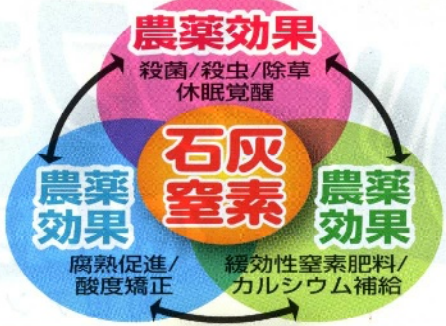 農薬効果
殺菌/殺虫/除草
休眠覚醒
石灰
窒素
農薬
効果
腐熟促進/
酸度矯正
農薬
効果
緩効性窒素肥料/
カルシウム補給